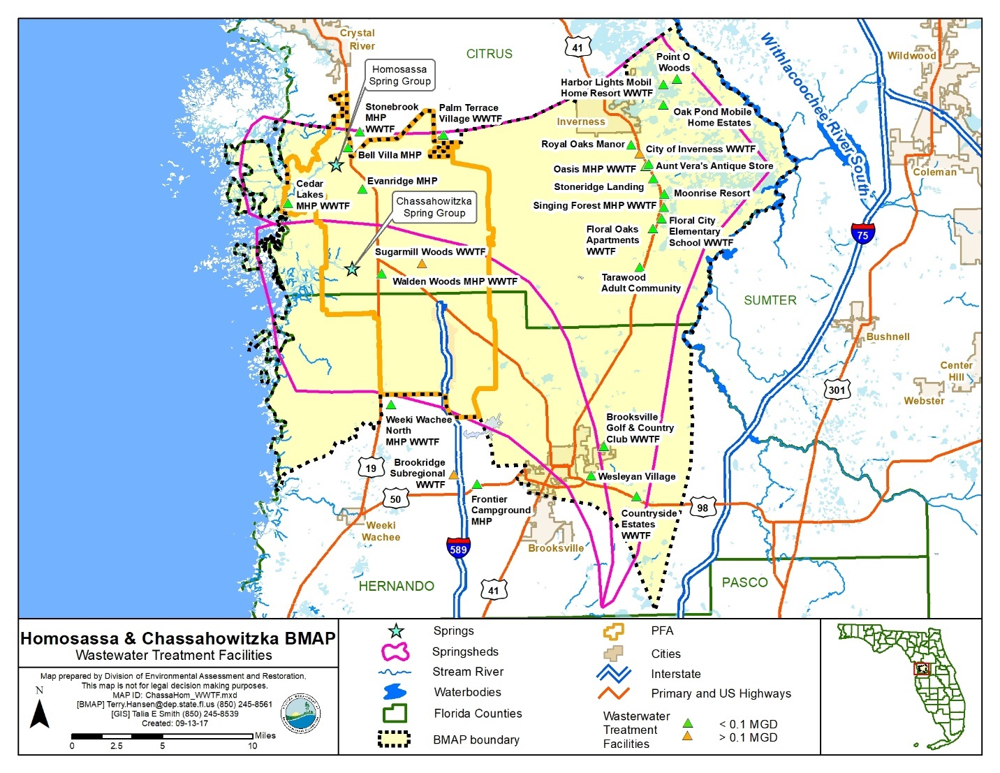 Crystal
River
CITRUS
41
Wildwood
Homosassa
Spring Group
Point O
Woods
Harbor Lights Mobil
Home Resort WWTF
Withlacoochee River South
Stonebrook
MHP
WWTF
Palm Terrace
Village WWTF
Oak Pond Mobile
Home Estates
Inverness
Royal Oaks Manor
City of Inverness WWTF
Bell Villa MHP
Oasis MHP WWTF
Aunt Vera's Antique Store
Coleman
Cedar
Lakes
MHP WWTF
Evanridge MHP
Stoneridge Landing
Moonrise Resort
Chassahowitzka
Spring Group
Singing Forest MHP WWTF
Floral Oaks
Apartments
WWTF
Floral City
Elementary
School WWTF
75
Sugarmill Woods WWTF
Walden Woods MHP WWTF
Tarawood
Adult Community
SUMTER
Bushnell
Center
Hill
301
Webster
Weeki Wachee
North
MHP WWTF
Brooksville
Golf & Country
Club WWTF
19
Brookridge
Subregional
WWTF
Wesleyan Village
50
Frontier
Campground
MHP
98
Countryside
Estates
WWTF
Weeki
Wachee
589
Brooksville
HERNANDO
41
PASCO
Homosassa & Chassahowitzka BMAP
Wastewater Treatment Facilities
Map prepared by Division of Environmental Assessment and Restoration,
This map is not for legal decision making purposes.
MAP ID: ChassaHom_WWTF.mxd
[BMAP] Terry.Hansen@dep.state.fl.us (850) 245-8561
[GIS] Talia E Smith (850) 245-8539
Created: 09-13-17
N
Miles
0 2.5 5 10
Springs
Springsheds
Stream River
Waterbodies
Florida Counties
BMAP boundary
PFA
Cities
Interstate
Primary and US Highways
Wasterwater
Treatment
Facilities
< 0.1 MGD
> 0.1 MGD